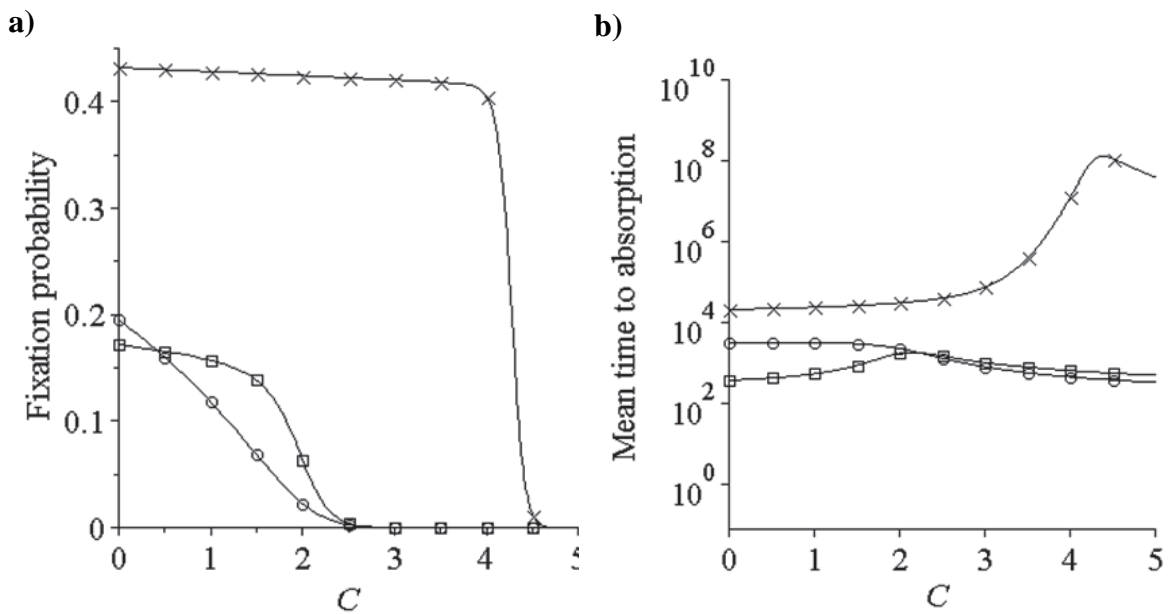 a)
Fixation probability
0.4
0.3
0.2
0.1
0
0 1 2 3 4 5
C
b)
Mean time to absorption
10^10
10^8
10^6
10^4
10^2
10^0
0 1 2 3 4 5
C